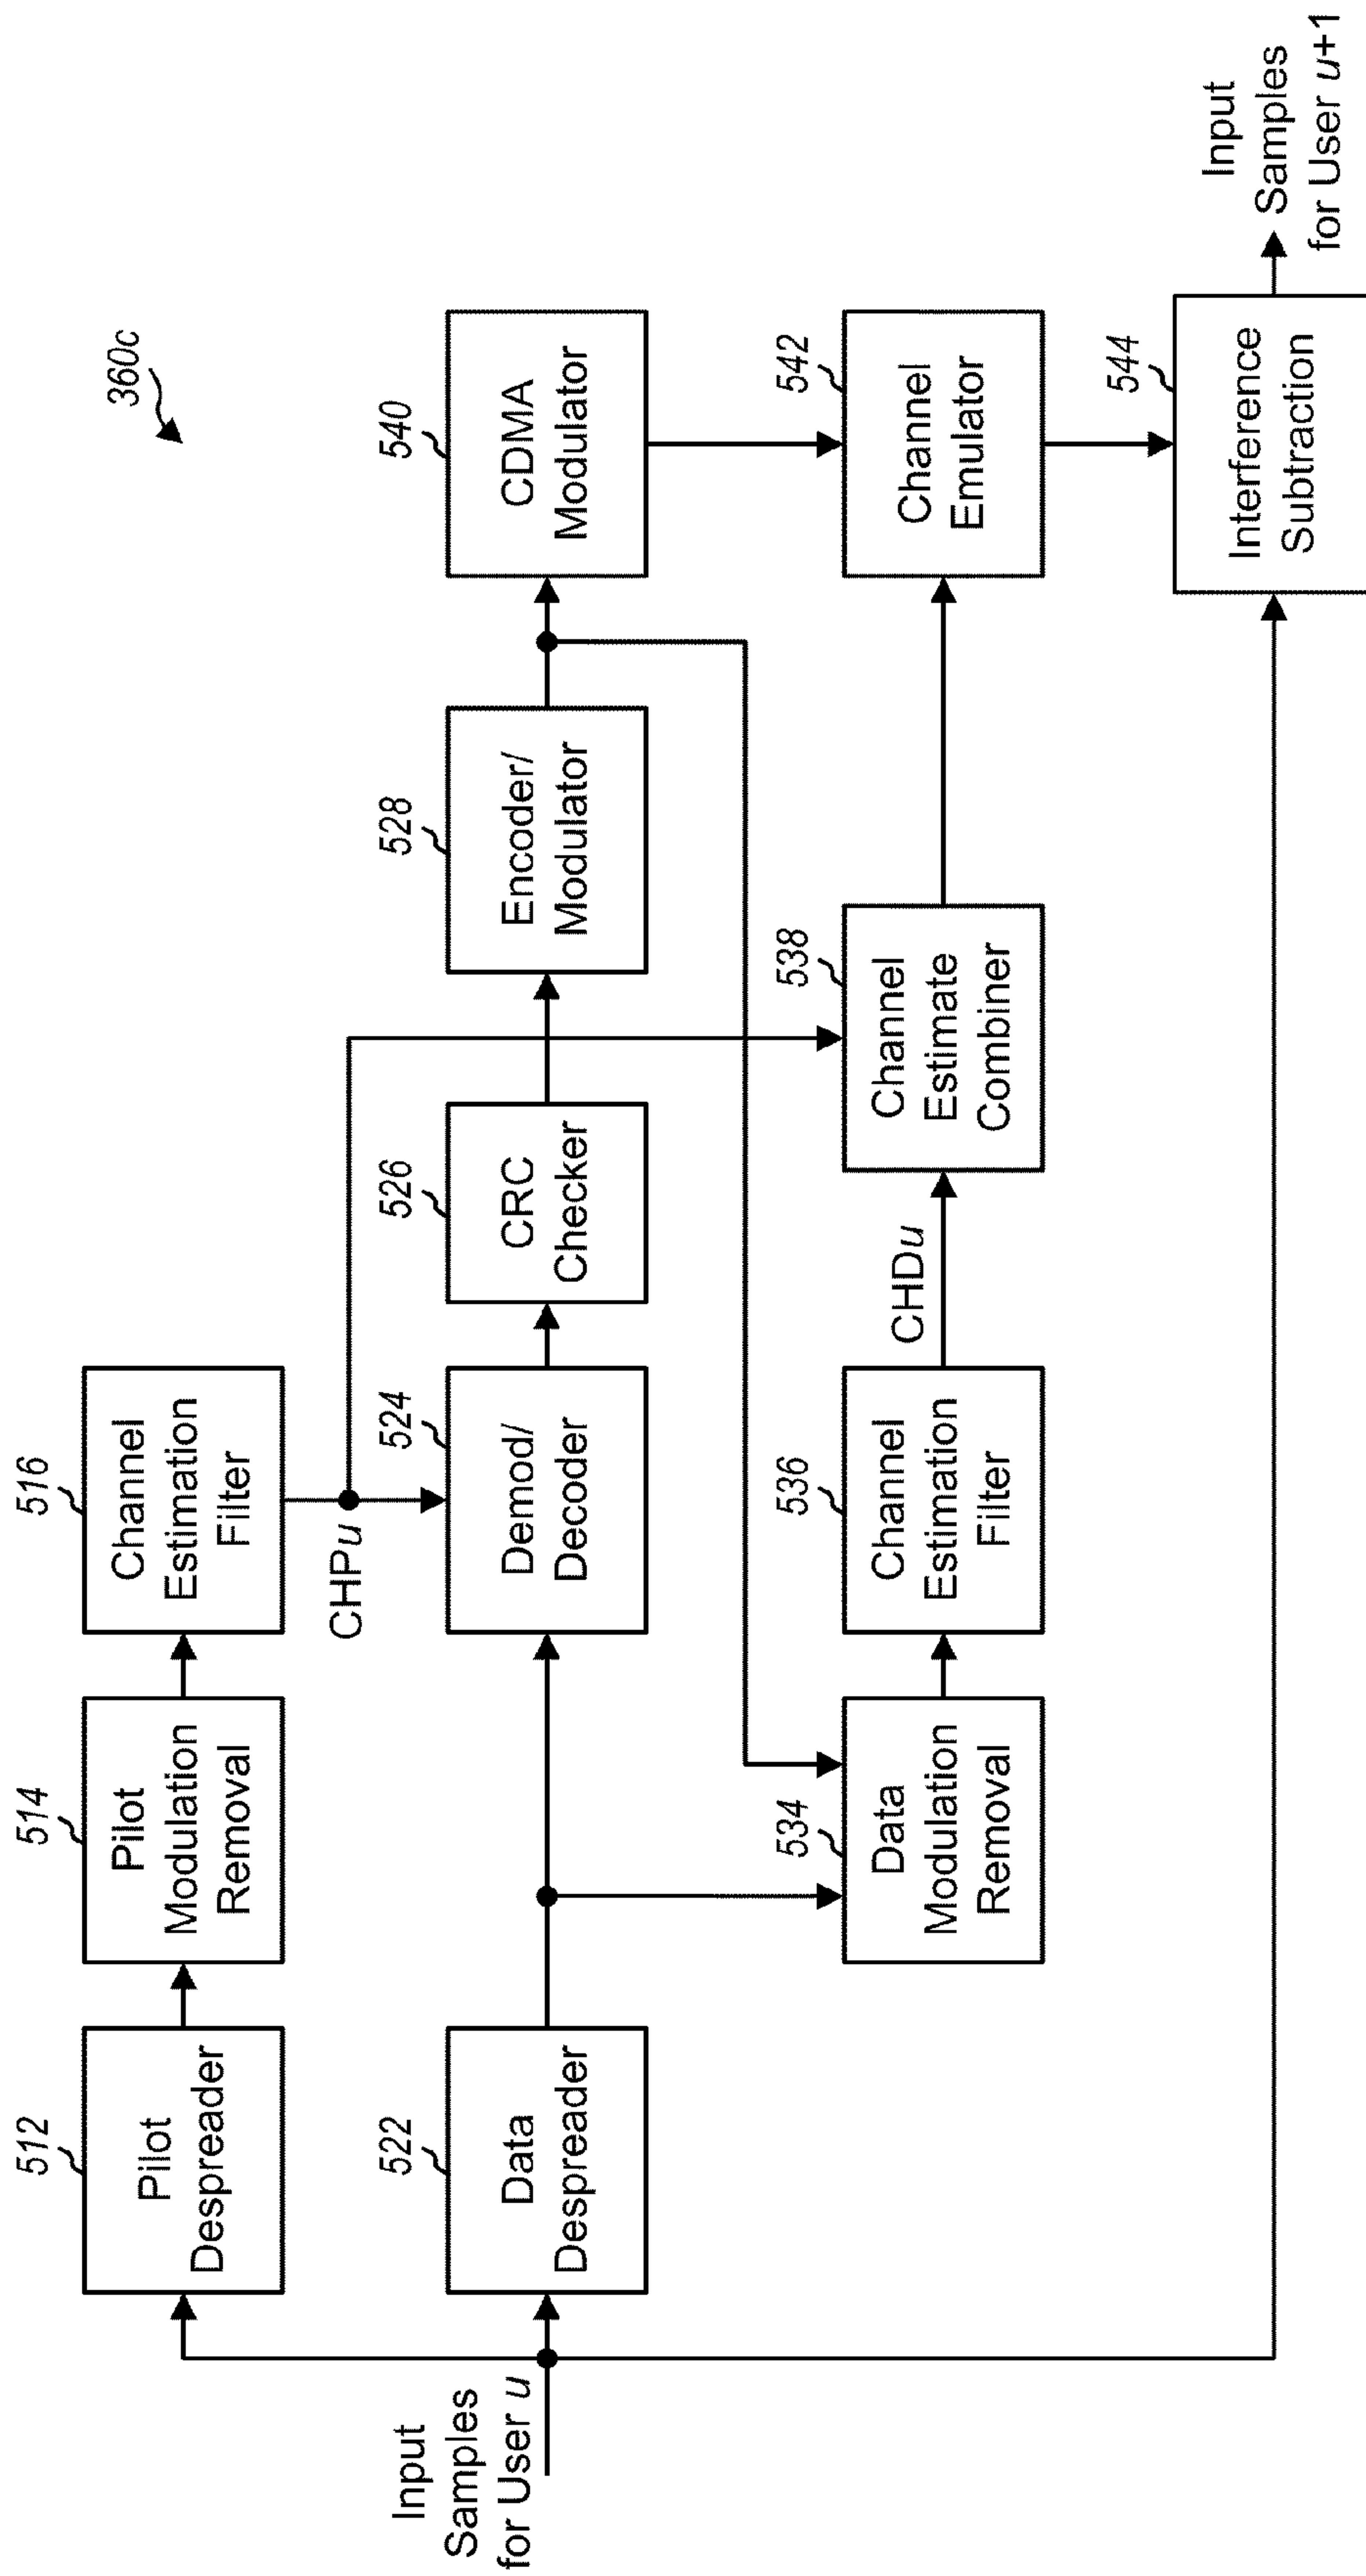 360c
512
Pilot
Despreader
514
Pilot
Modulation
Removal
516
Channel
Estimation
Filter
CHPu
Input
Samples
for User u
522
Data
Despreader
524
Demod/
Decoder
526
CRC
Checker
528
Encoder/
Modulator
540
CDMA
Modulator
534
Data
Modulation
Removal
536
Channel
Estimation
Filter
CHDu
538
Channel
Estimate
Combiner
542
Channel
Emulator
544
Interference
Subtraction
Input
Samples
for User u+1